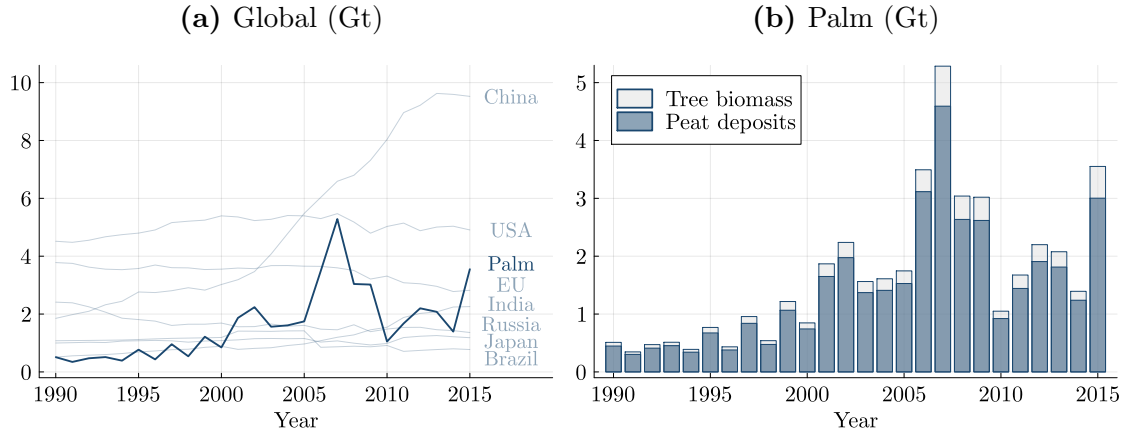 (a) Global (Gt)
10
8
6
4
2
0
China
USA
Palm
EU
India
Russia
Japan
Brazil
1990 1995 2000 2005 2010 2015
Year
(b) Palm (Gt)
5
4
3
2
1
0
Tree biomass
Peat deposits
1990 1995 2000 2005 2010 2015
Year